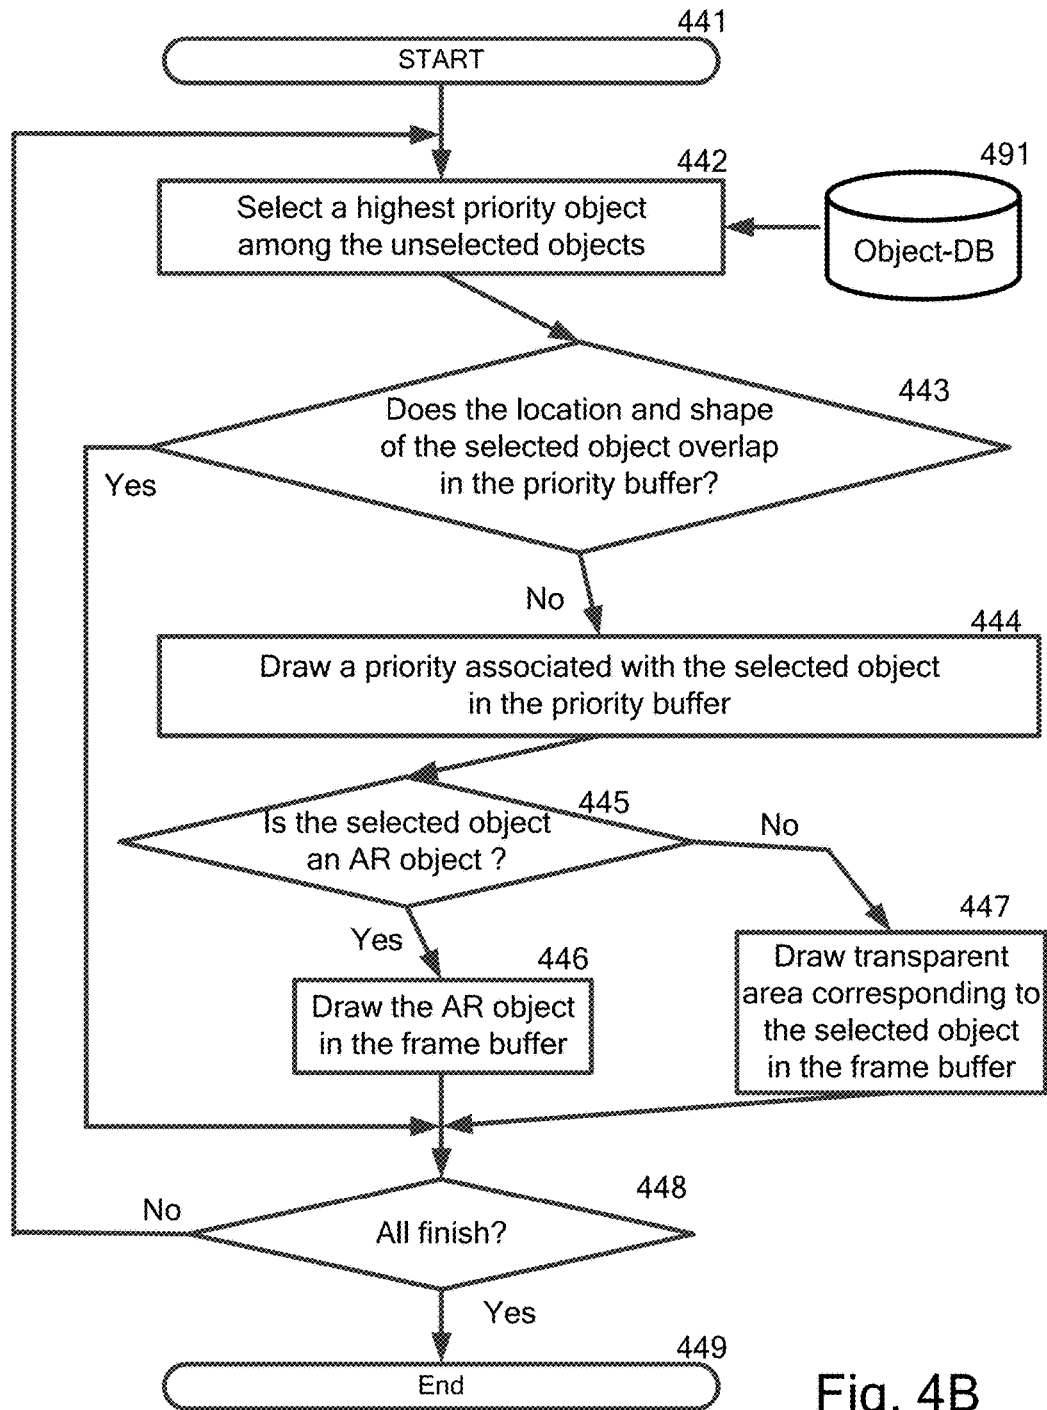 441
START
442
Select a highest priority object
among the unselected objects
491
Object-DB
443
Does the location and shape
of the selected object overlap
in the priority buffer?
Yes
No
444
Draw a priority associated with the selected object
in the priority buffer
445
Is the selected object
an AR object ?
No
Yes
446
Draw the AR object
in the frame buffer
447
Draw transparent
area corresponding to
the selected object
in the frame buffer
448
All finish?
No
Yes
449
End
Fig. 4B